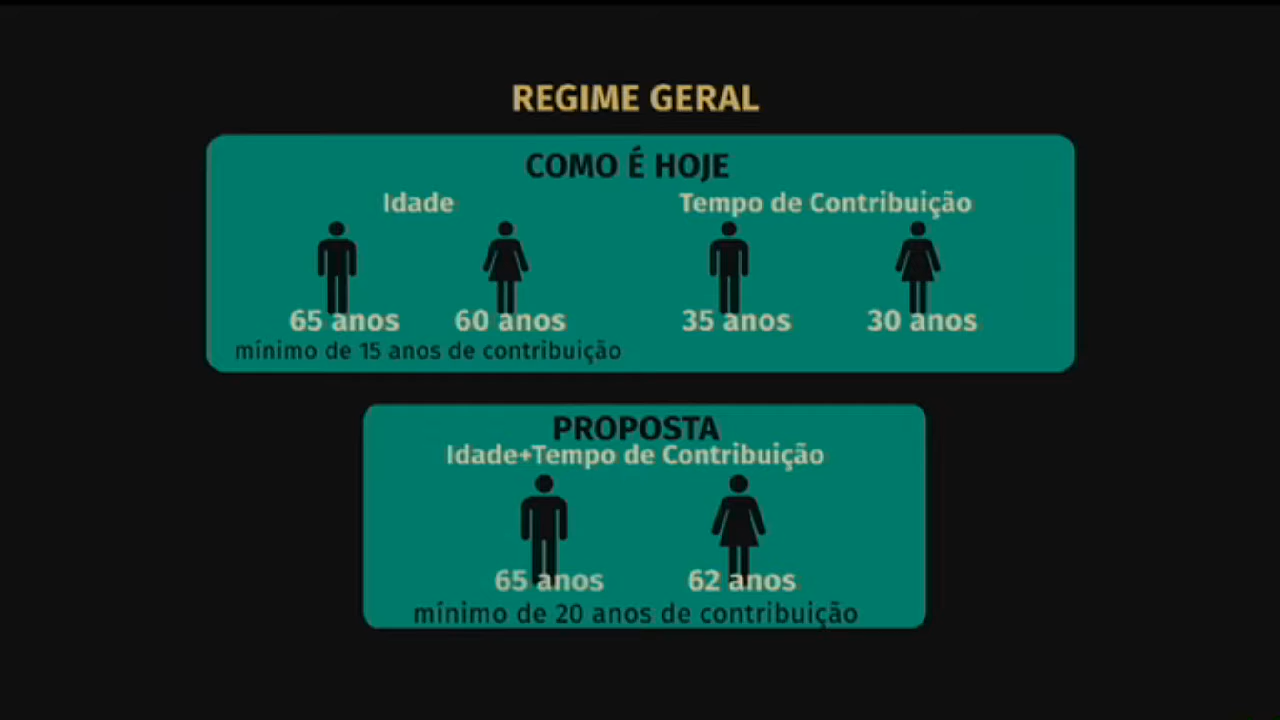 REGIME GERAL
COMO É HOJE
Idade
Tempo de Contribuição
65 anos
60 anos
35 anos
30 anos
mínimo de 15 anos de contribuição
PROPOSTA
Idade+Tempo de Contribuição
65 anos
62 anos
mínimo de 20 anos de contribuição